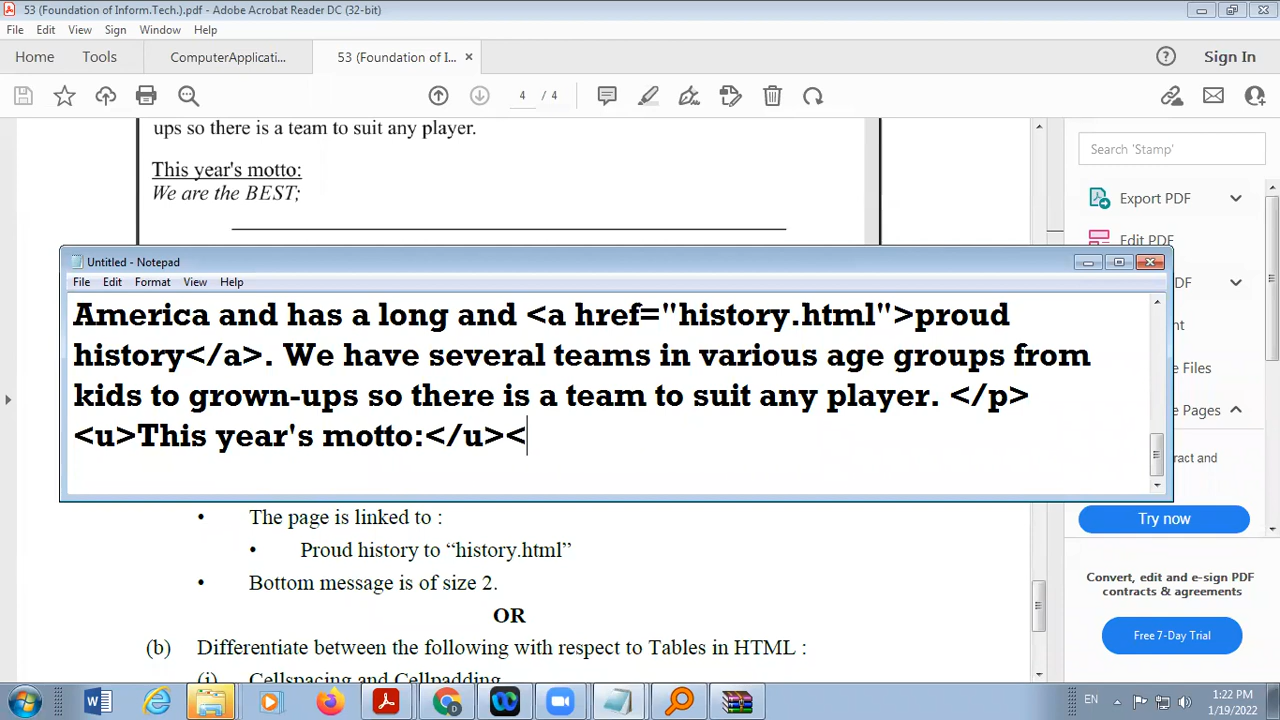 53 (Foundation of Inform.Tech.).pdf - Adobe Acrobat Reader DC (32-bit)
File Edit View Sign Window Help
Home Tools ComputerApplicati... 53 (Foundation of I... × Sign In
4 / 4
ups so there is a team to suit any player.
This year's motto:
We are the BEST;
Search 'Stamp'
Export PDF
Edit PDF
Untitled - Notepad
File Edit Format View Help
America and has a long and <a href="history.html">proud
history</a>. We have several teams in various age groups from
kids to grown-ups so there is a team to suit any player. </p>
<u>This year's motto:</u><
DF
nt
e Files
Pages
ract and
Try now
Convert, edit and e-sign PDF
contracts & agreements
Free 7-Day Trial
• The page is linked to :
• Proud history to “history.html”
• Bottom message is of size 2.
OR
(b) Differentiate between the following with respect to Tables in HTML :
(i) Cellspacing and Cellpadding
EN
1:22 PM
1/19/2022